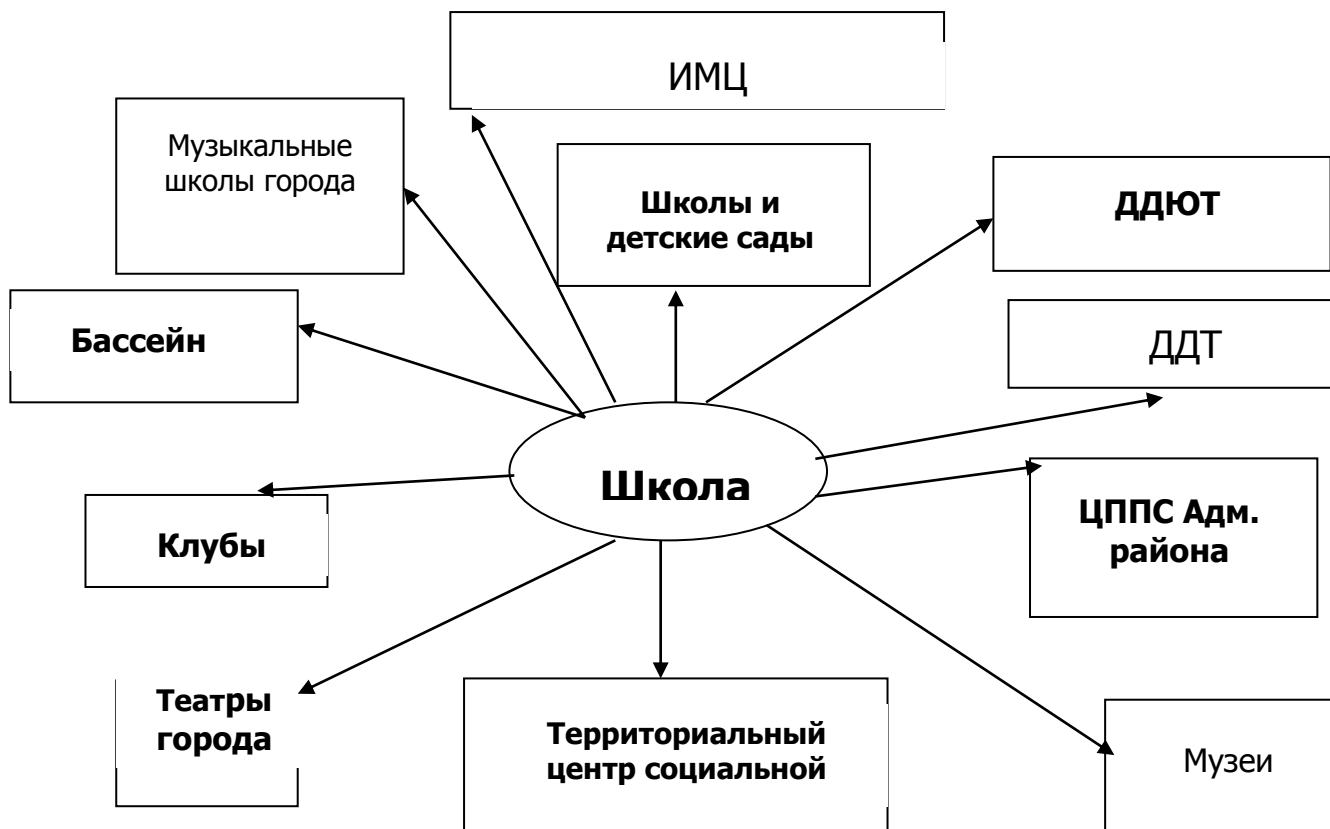 ИМЦ
Музыкальные
школы города
Школы и
детские сады
ДДЮТ
Бассейн
ДДТ
Школа
ЦППС Адм.
района
Клубы
Театры
города
Территориальный
центр социальной
Музеи